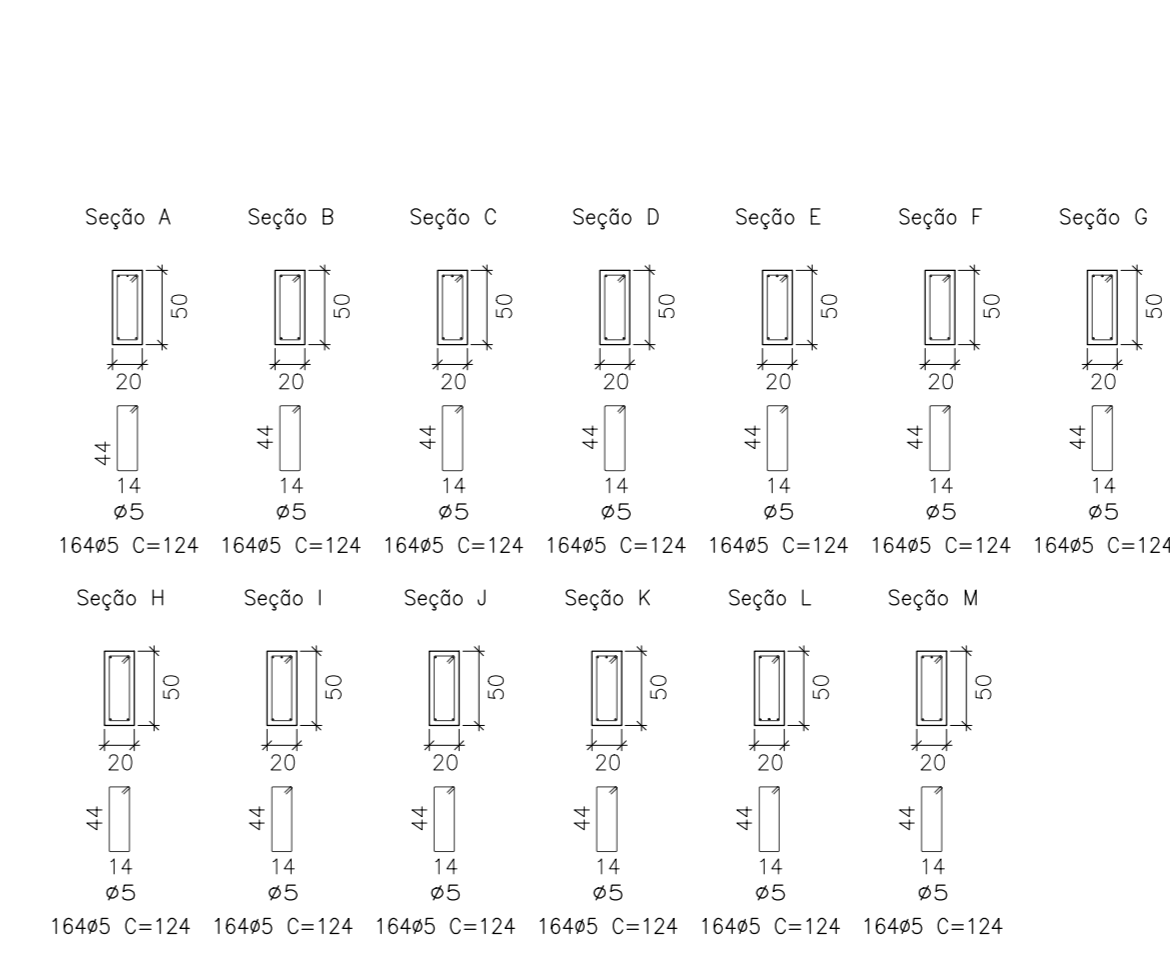 Seção A Seção B Seção C Seção D Seção E Seção F Seção G
50 50 50 50 50 50 50
20 20 20 20 20 20 20
44 44 44 44 44 44 44
14 14 14 14 14 14 14
ø5 ø5 ø5 ø5 ø5 ø5 ø5
164ø5 C=124 164ø5 C=124 164ø5 C=124 164ø5 C=124 164ø5 C=124 164ø5 C=124 164ø5 C=124
Seção H Seção I Seção J Seção K Seção L Seção M
50 50 50 50 50 50
20 20 20 20 20 20
44 44 44 44 44 44
14 14 14 14 14 14
ø5 ø5 ø5 ø5 ø5 ø5
164ø5 C=124 164ø5 C=124 164ø5 C=124 164ø5 C=124 164ø5 C=124 164ø5 C=124